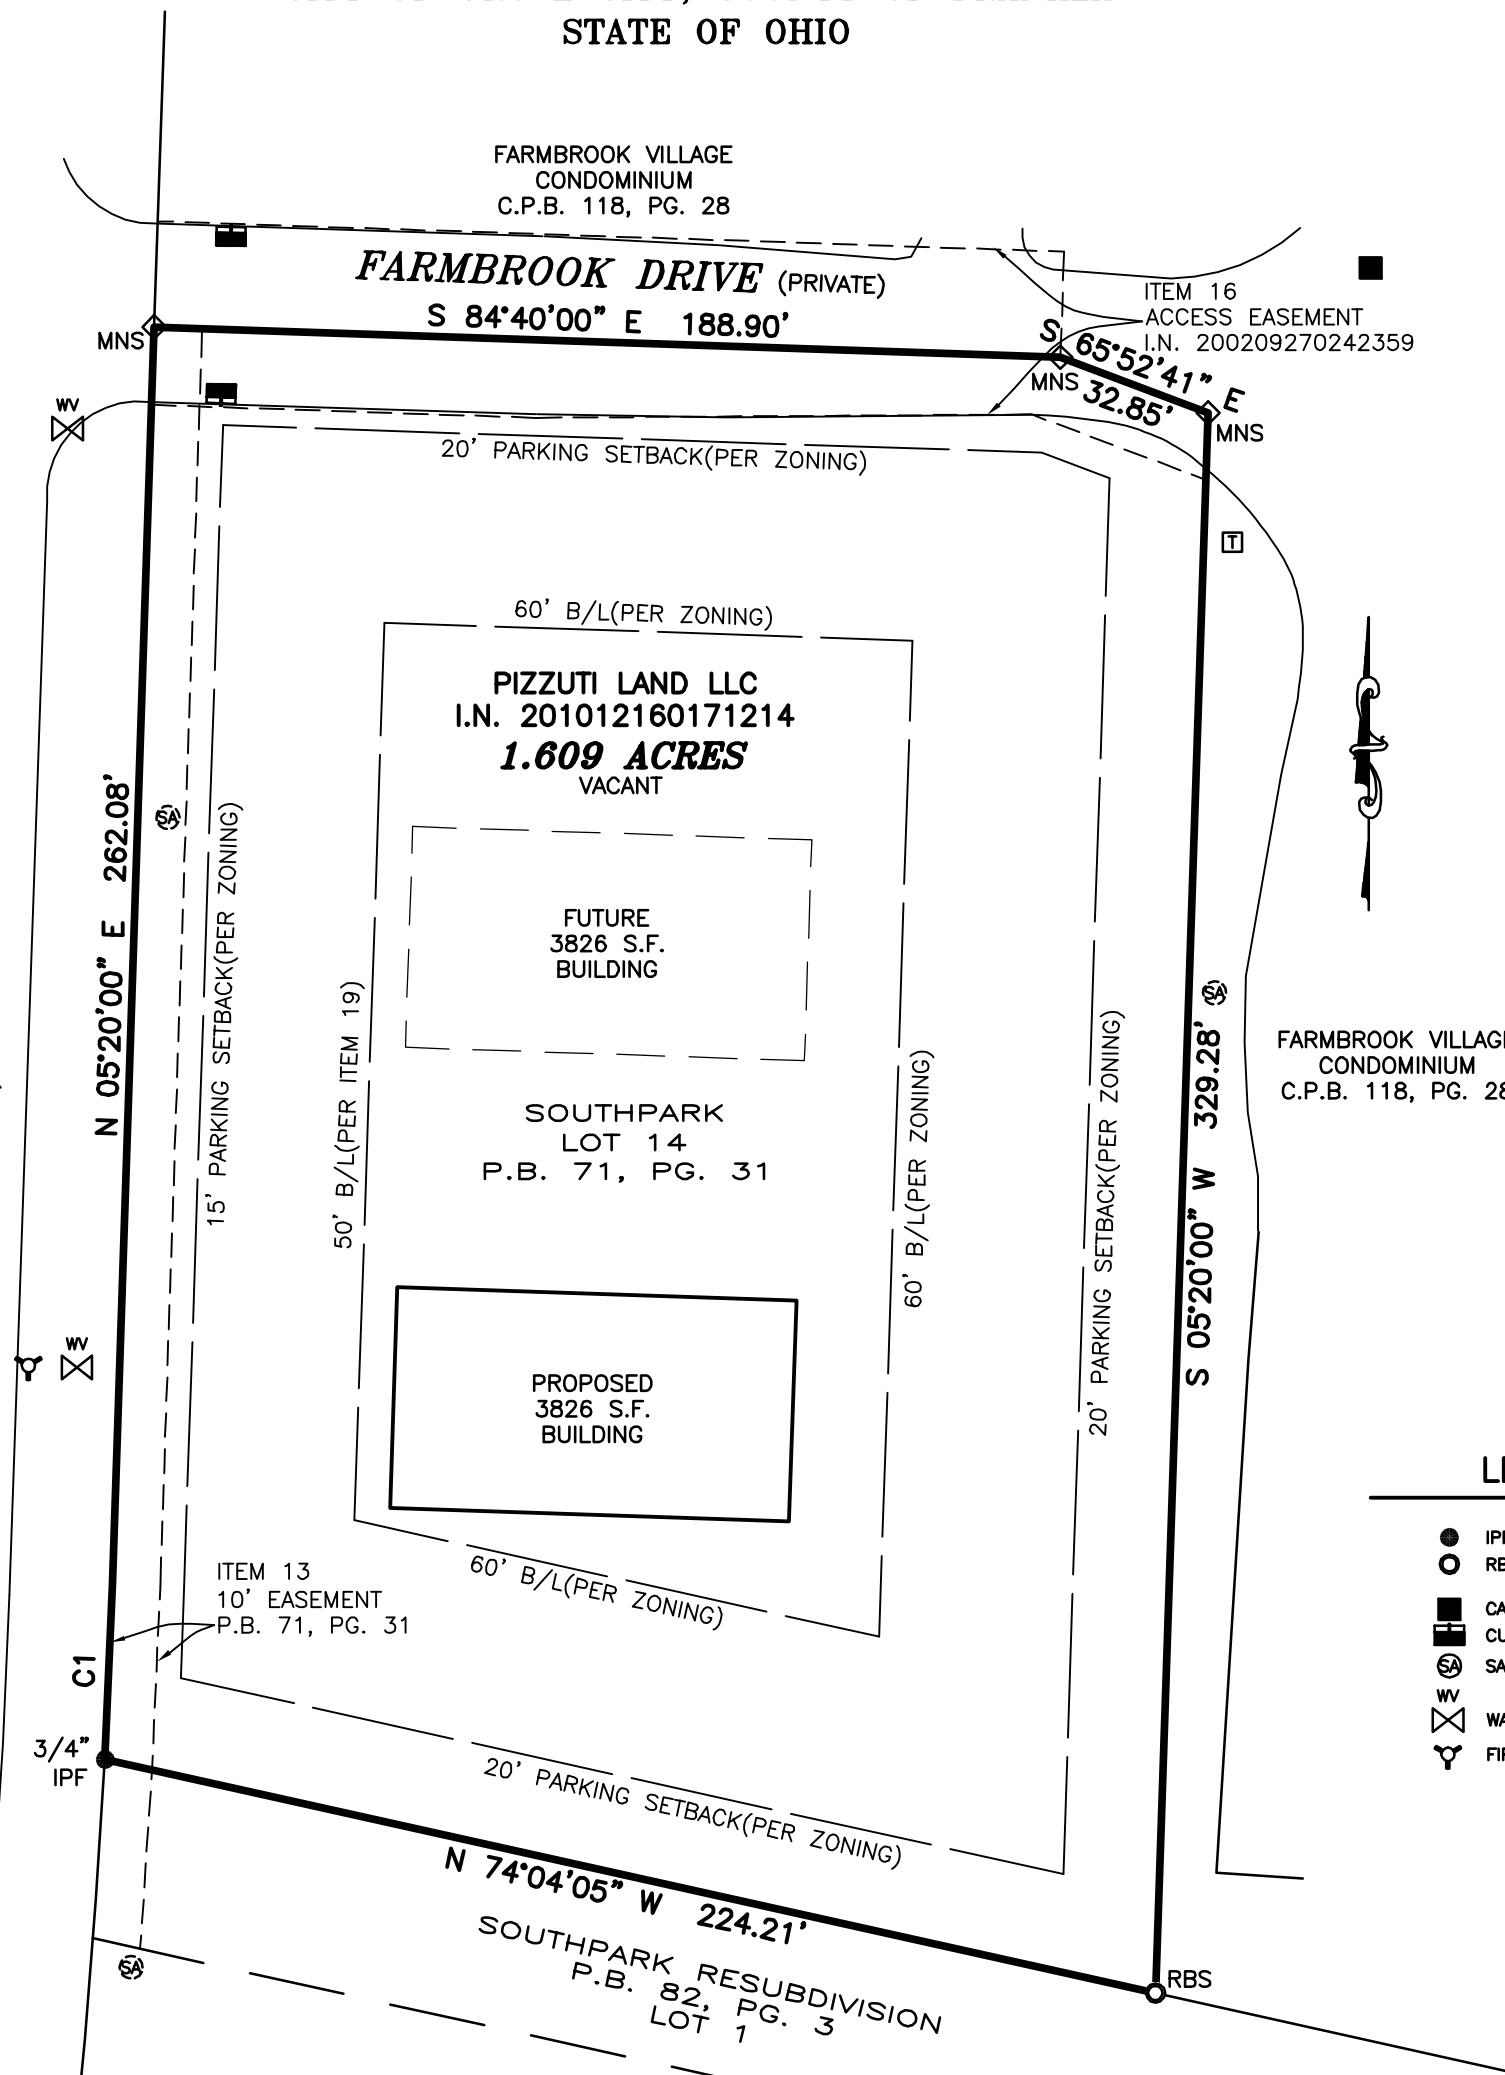 STATE OF OHIO
FARMBROOK VILLAGE
CONDOMINIUM
C.P.B. 118, PG. 28
FARMBROOK DRIVE (PRIVATE)
S 84°40'00" E 188.90'
ITEM 16
ACCESS EASEMENT
I.N. 200209270242359
S 65°52'41" E
32.85'
MNS
MNS
MNS
WV
20' PARKING SETBACK(PER ZONING)
T
60' B/L(PER ZONING)
PIZZUTI LAND LLC
I.N. 201012160171214
1.609 ACRES
VACANT
N 05°20'00" E 262.08'
SA
15' PARKING SETBACK(PER ZONING)
FUTURE
3826 S.F.
BUILDING
50' B/L(PER ITEM 19)
SOUTHPARK
LOT 14
P.B. 71, PG. 31
60' B/L(PER ZONING)
20' PARKING SETBACK(PER ZONING)
SA
S 05°20'00" W 329.28'
FARMBROOK VILLAGE
CONDOMINIUM
C.P.B. 118, PG. 28
WV
PROPOSED
3826 S.F.
BUILDING
60' B/L(PER ZONING)
ITEM 13
10' EASEMENT
P.B. 71, PG. 31
C1
3/4"
IPF
20' PARKING SETBACK(PER ZONING)
N 74°04'05" W 224.21'
SOUTHPARK RESUBDIVISION
P.B. 82, PG. 3
LOT 1
SA
RBS
SA
WV